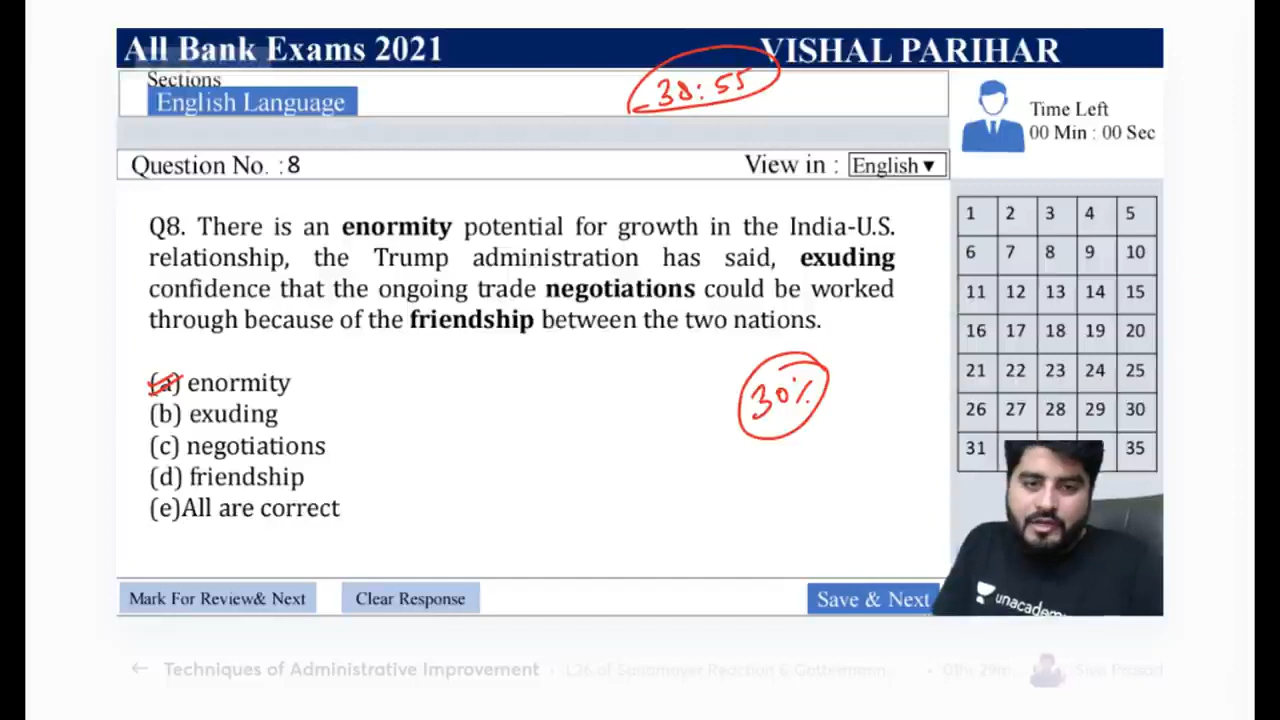 All Bank Exams 2021
VISHAL PARIHAR
Sections
English Language
38:55
Time Left
00 Min : 00 Sec
Question No. : 8
View in : English▼
Q8. There is an enormity potential for growth in the India-U.S.
relationship, the Trump administration has said, exuding
confidence that the ongoing trade negotiations could be worked
through because of the friendship between the two nations.
(a) enormity
(b) exuding
(c) negotiations
(d) friendship
(e)All are correct
30%
1 2 3 4 5
6 7 8 9 10
11 12 13 14 15
16 17 18 19 20
21 22 23 24 25
26 27 28 29 30
31 35
unacadem
Mark For Review& Next
Clear Response
Save & Next
← Techniques of Administrative Improvement